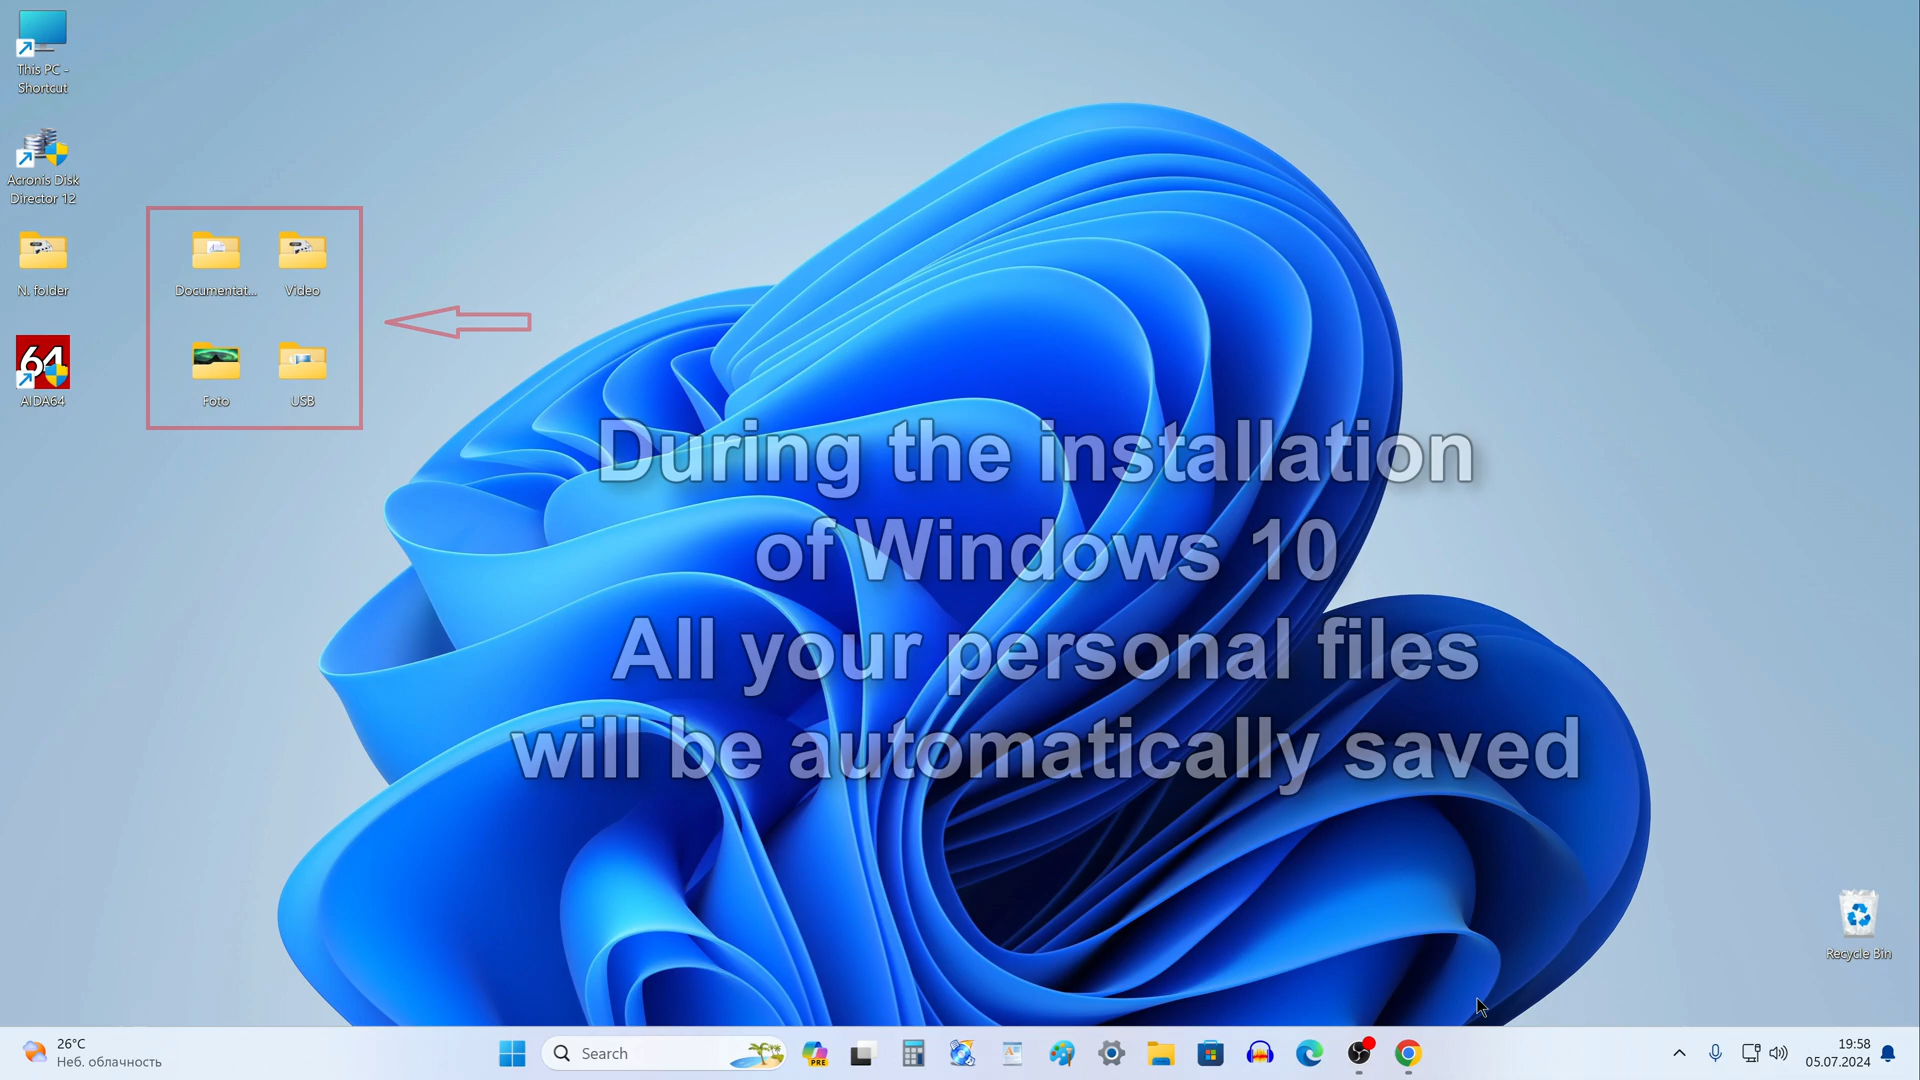 This PC -
Shortcut
Acronis Disk
Director 12
N. folder
64
AIDA64
Documentat...
Video
Foto
USB
During the installation
of Windows 10
All your personal files
will be automatically saved
Recycle Bin
26°C
Неб. облачность
Search
PRE
19:58
05.07.2024